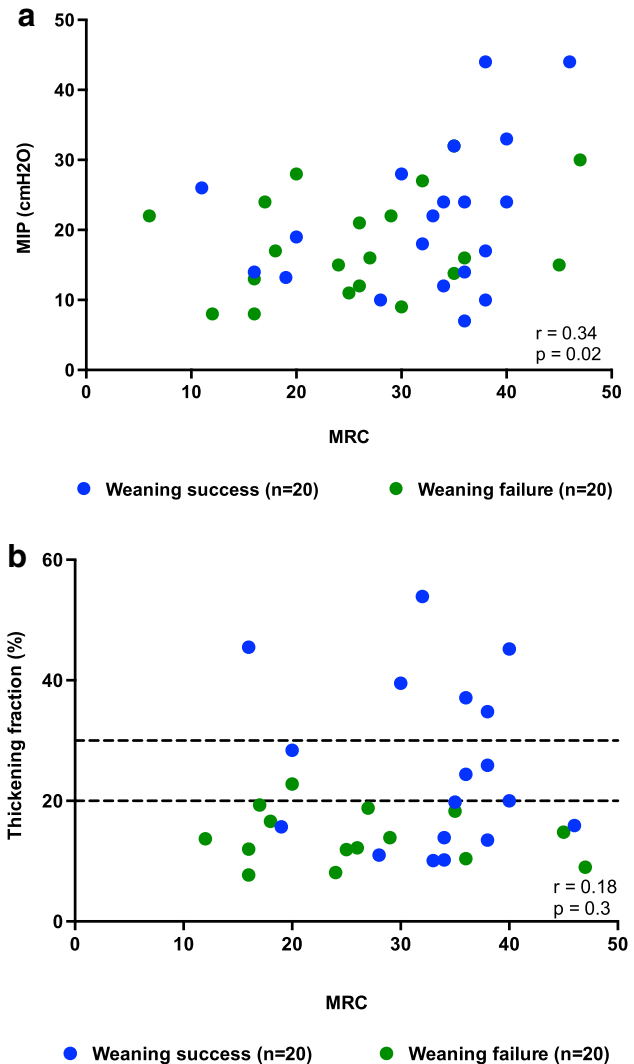 a
50
40
30
20
10
0
MIP (cmH2O)
r = 0.34
p = 0.02
0 10 20 30 40 50
MRC
Weaning success (n=20) Weaning failure (n=20)
b
60
40
20
0
Thickening fraction (%)
r = 0.18
p = 0.3
0 10 20 30 40 50
MRC
Weaning success (n=20) Weaning failure (n=20)